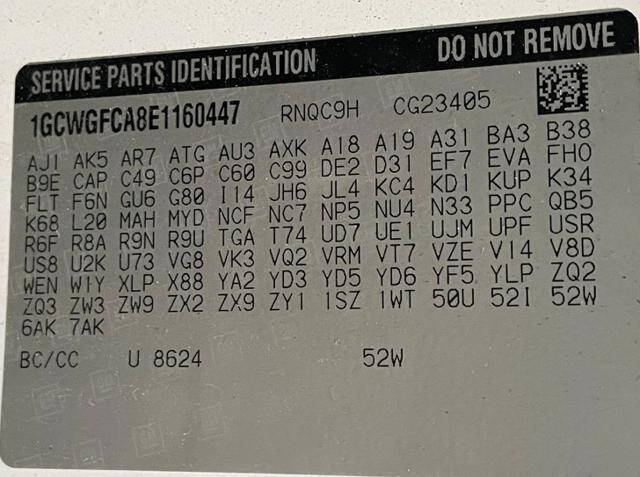 SERVICE PARTS IDENTIFICATION DO NOT REMOVE
1GCWGFCA8E1160447 RNQC9H CG23405
AJ1 AK5 AR7 ATG AU3 AXK A18 A19 A31 BA3 B38
B9E CAP C49 C6P C60 C99 DE2 D31 EF7 EVA FHO
FLT F6N GU6 G80 I14 JH6 JL4 KC4 KD1 KUP K34
K68 L20 MAH MYD NCF NC7 NP5 NU4 N33 PPC QB5
R6F R8A R9N R9U TGA T74 UD7 UE1 UJM UPF USR
US8 U2K U73 VG8 VK3 VQ2 VRM VT7 VZE V14 V8D
WEN W1Y XLP X88 YA2 YD3 YD5 YD6 YF5 YLP ZQ2
ZQ3 ZW3 ZW9 ZX2 ZX9 ZY1 1SZ 1WT 50U 52I 52W
6AK 7AK
BC/CC U 8624 52W